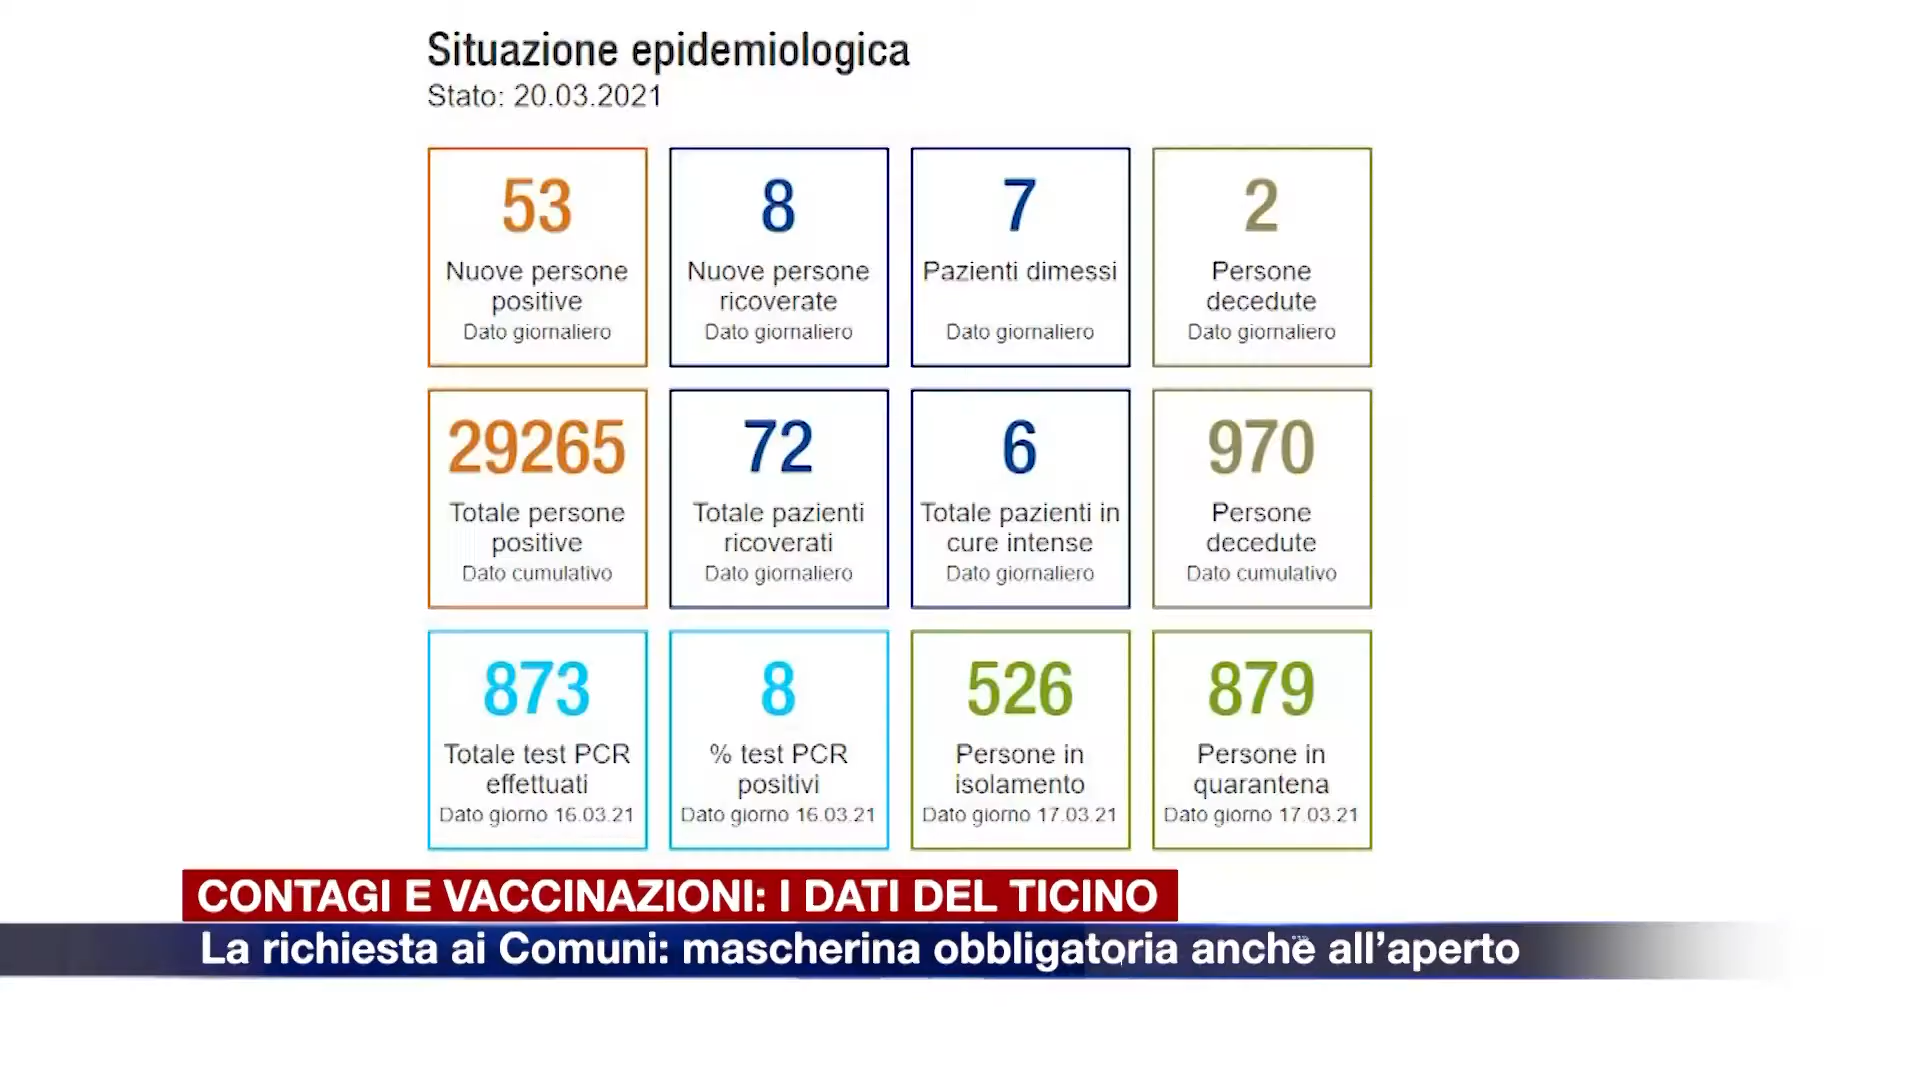 Situazione epidemiologica
Stato: 20.03.2021
53
Nuove persone
positive
Dato giornaliero
8
Nuove persone
ricoverate
Dato giornaliero
7
Pazienti dimessi
Dato giornaliero
2
Persone
decedute
Dato giornaliero
29265
Totale persone
positive
Dato cumulativo
72
Totale pazienti
ricoverati
Dato giornaliero
6
Totale pazienti in
cure intense
Dato giornaliero
970
Persone
decedute
Dato cumulativo
873
Totale test PCR
effettuati
Dato giorno 16.03.21
8
% test PCR
positivi
Dato giorno 16.03.21
526
Persone in
isolamento
Dato giorno 17.03.21
879
Persone in
quarantena
Dato giorno 17.03.21
CONTAGI E VACCINAZIONI: I DATI DEL TICINO
La richiesta ai Comuni: mascherina obbligatoria anche all’aperto